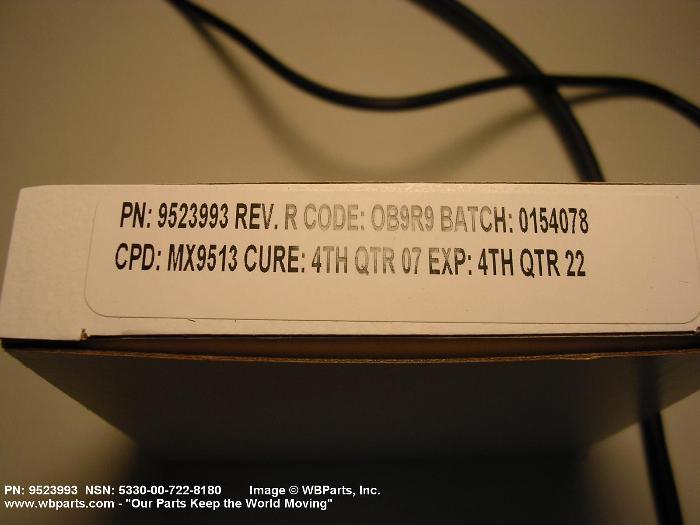 PN: 9523993 REV. R CODE: OB9R9 BATCH: 0154078
CPD: MX9513 CURE: 4TH QTR 07 EXP: 4TH QTR 22
PN: 9523993 NSN: 5330-00-722-8180 Image © WBParts, Inc.
www.wbparts.com - "Our Parts Keep the World Moving"